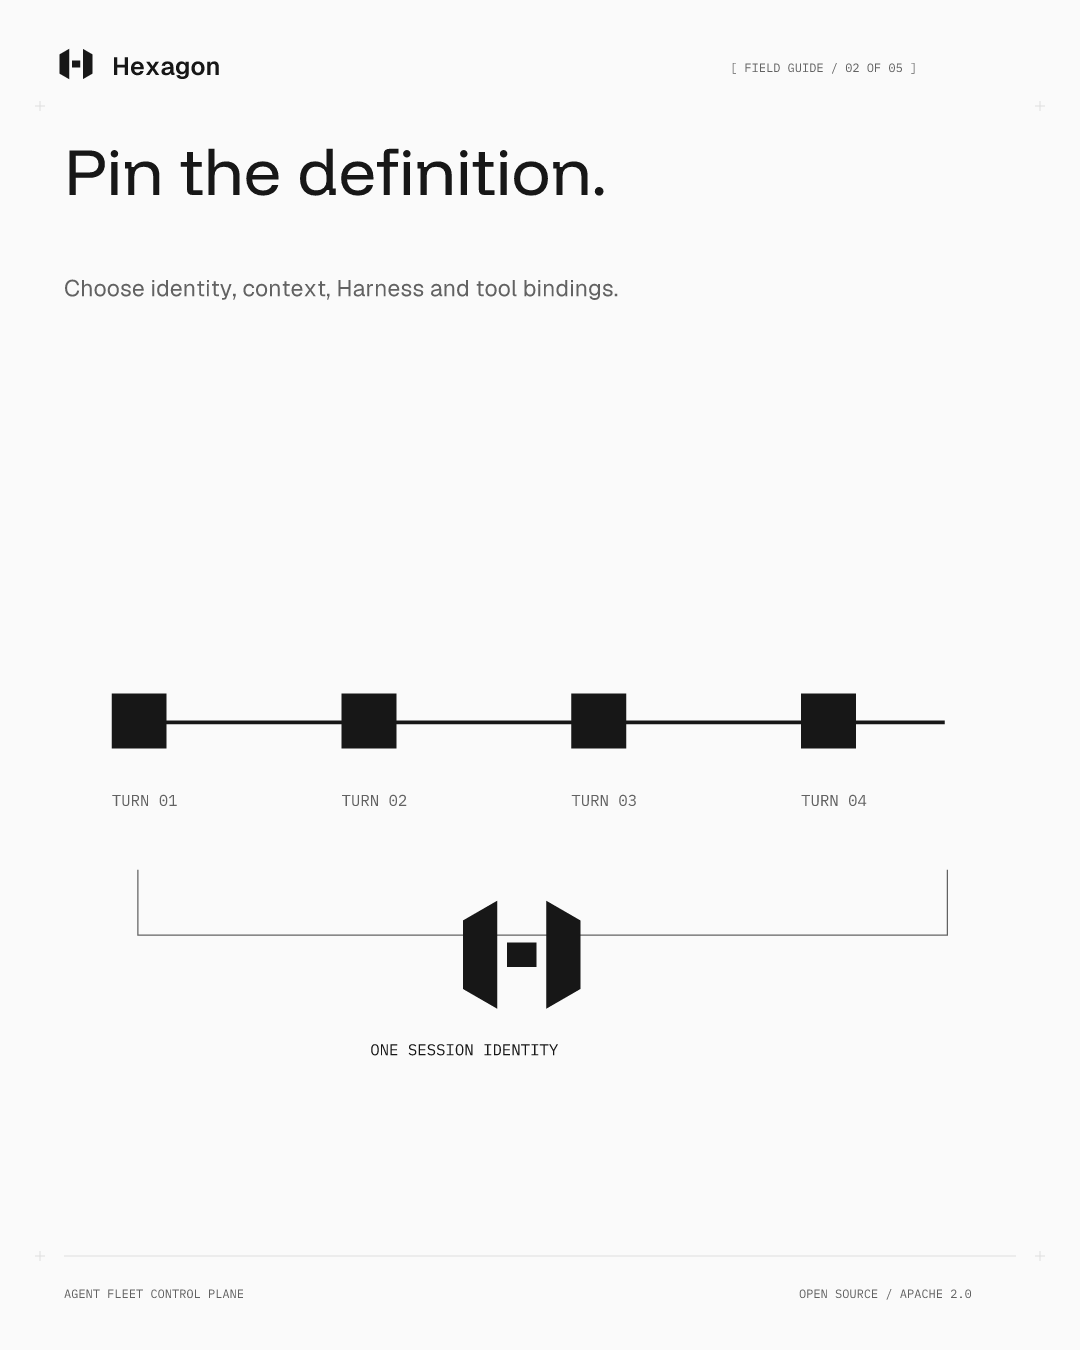 Hexagon
[ FIELD GUIDE / 02 OF 05 ]
Pin the definition.
Choose identity, context, Harness and tool bindings.
TURN 01
TURN 02
TURN 03
TURN 04
ONE SESSION IDENTITY
AGENT FLEET CONTROL PLANE
OPEN SOURCE / APACHE 2.0